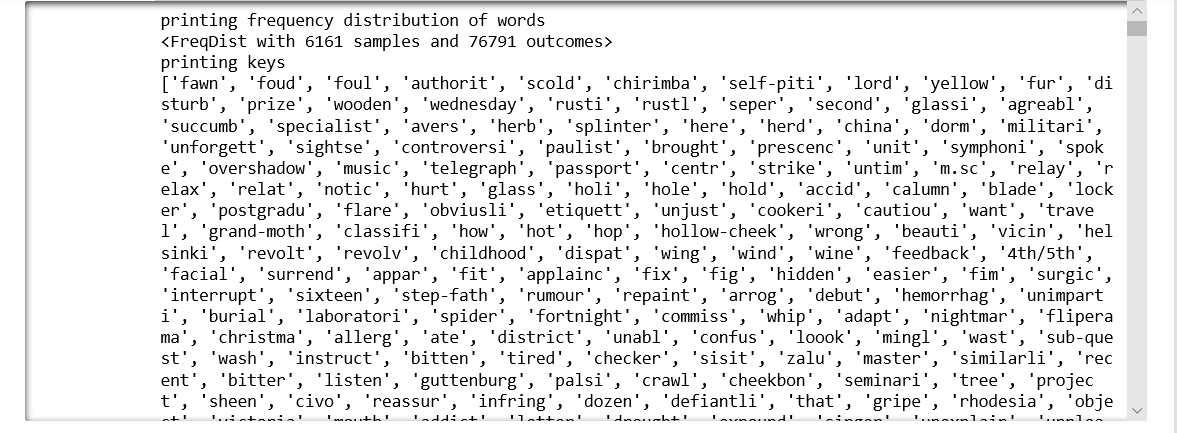 printing frequency distribution of words
<FreqDist with 6161 samples and 76791 outcomes>
printing keys
['fawn', 'foud', 'foul', 'authorit', 'scold', 'chirimba', 'self-piti', 'lord', 'yellow', 'fur', 'di
sturb', 'prize', 'wooden', 'wednesday', 'rusti', 'rustl', 'seper', 'second', 'glassi', 'agreabl',
'succumb', 'specialist', 'avers', 'herb', 'splinter', 'here', 'herd', 'china', 'dorm', 'militari',
'unforgett', 'sightse', 'controversi', 'paulist', 'brought', 'prescenc', 'unit', 'symphoni', 'spok
e', 'overshadow', 'music', 'telegraph', 'passport', 'centr', 'strike', 'untim', 'm.sc', 'relay', 'r
elax', 'relat', 'notic', 'hurt', 'glass', 'holi', 'hole', 'hold', 'accid', 'calumn', 'blade', 'lock
er', 'postgradu', 'flare', 'obviusli', 'etiquett', 'unjust', 'cookeri', 'cautiou', 'want', 'trave
l', 'grand-moth', 'classifi', 'how', 'hot', 'hop', 'hollow-cheek', 'wrong', 'beauti', 'vicin', 'hel
sinki', 'revolt', 'revolv', 'childhood', 'dispat', 'wing', 'wind', 'wine', 'feedback', '4th/5th',
'facial', 'surrend', 'appar', 'fit', 'applainc', 'fix', 'fig', 'hidden', 'easier', 'fim', 'surgic',
'interrupt', 'sixteen', 'step-fath', 'rumour', 'repaint', 'arrog', 'debut', 'hemorrhag', 'unimpart
i', 'burial', 'laboratori', 'spider', 'fortnight', 'commiss', 'whip', 'adapt', 'nightmar', 'flipera
ma', 'christma', 'allerg', 'ate', 'district', 'unabl', 'confus', 'loook', 'mingl', 'wast', 'sub-que
st', 'wash', 'instruct', 'bitten', 'tired', 'checker', 'sisit', 'zalu', 'master', 'similarli', 'rec
ent', 'bitter', 'listen', 'guttenburg', 'palsi', 'crawl', 'cheekbon', 'seminari', 'tree', 'projec
t', 'sheen', 'civo', 'reassur', 'infring', 'dozen', 'defiantli', 'that', 'gripe', 'rhodesia', 'obje